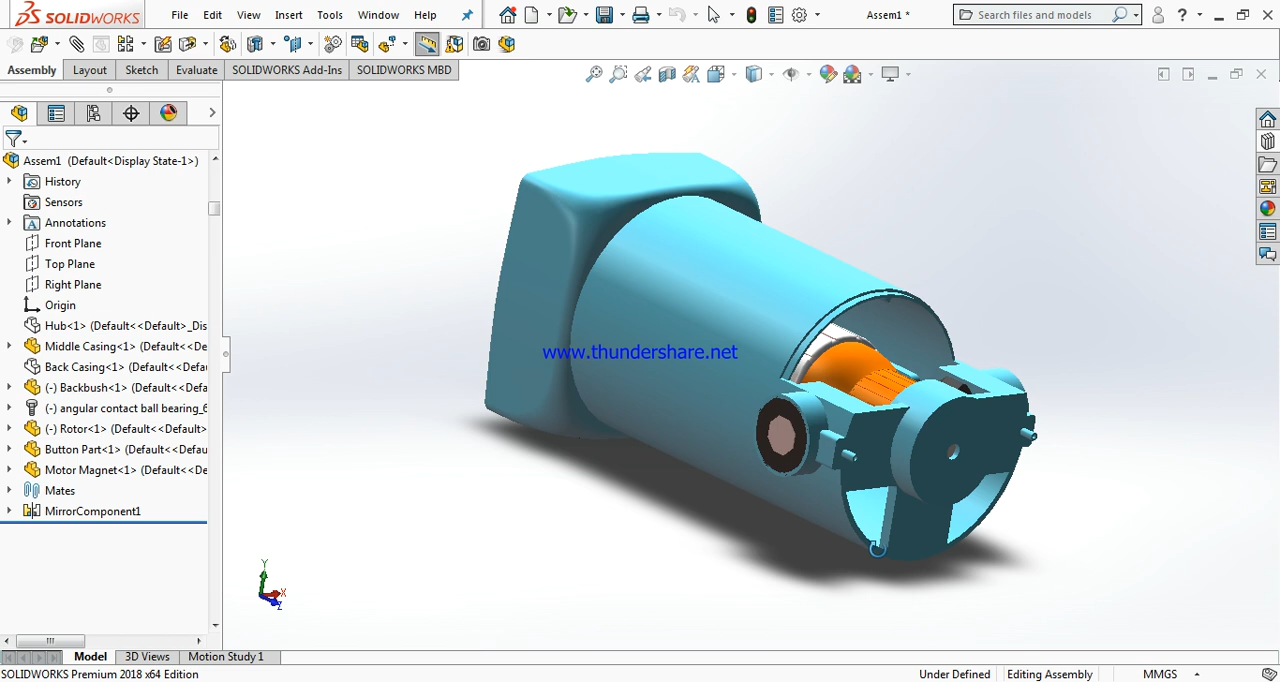 SOLIDWORKS File Edit View Insert Tools Window Help Assem1 * Search files and models ?
Assembly Layout Sketch Evaluate SOLIDWORKS Add-Ins SOLIDWORKS MBD
Assem1 (Default<Display State-1>)
History
Sensors
Annotations
Front Plane
Top Plane
Right Plane
Origin
Hub<1> (Default<<Default>_Dis
Middle Casing<1> (Default<<De
Back Casing<1> (Default<<Defau
(-) Backbush<1> (Default<<Defau
(-) angular contact ball bearing_6
(-) Rotor<1> (Default<<Default>
Button Part<1> (Default<<Defau
Motor Magnet<1> (Default<<De
Mates
MirrorComponent1
www.thundershare.net
Y
X
Z
Model 3D Views Motion Study 1
SOLIDWORKS Premium 2018 x64 Edition Under Defined Editing Assembly MMGS